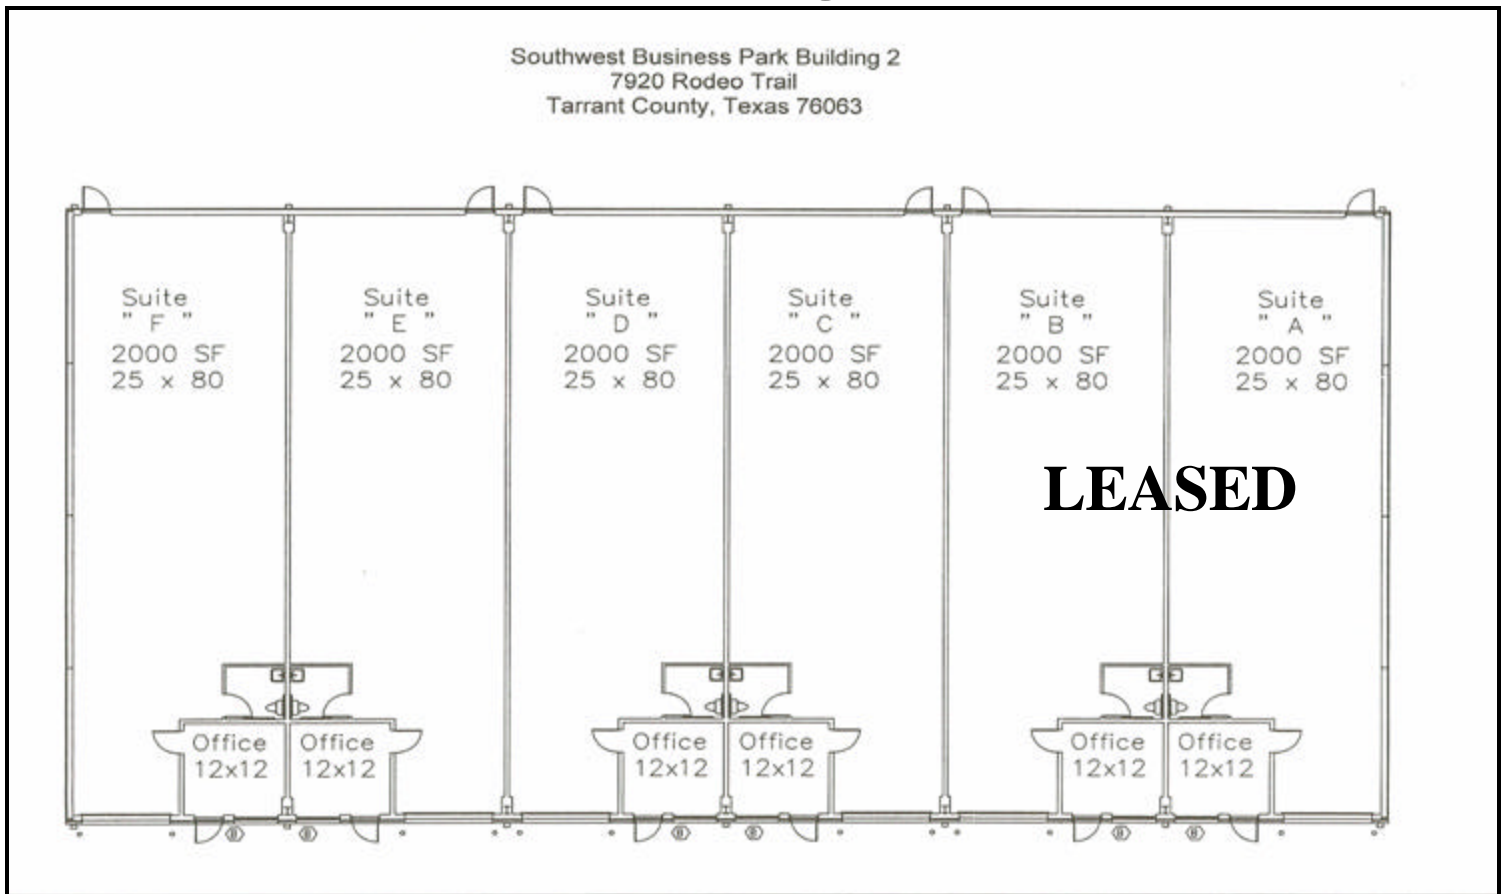 Southwest Business Park Building 2
7920 Rodeo Trail
Tarrant County, Texas 76063
Suite
" F "
2000 SF
25 x 80
Suite
" E "
2000 SF
25 x 80
Suite
" D "
2000 SF
25 x 80
Suite
" C "
2000 SF
25 x 80
Suite
" B "
2000 SF
25 x 80
Suite
" A "
2000 SF
25 x 80
LEASED
Office
12x12
Office
12x12
Office
12x12
Office
12x12
Office
12x12
Office
12x12